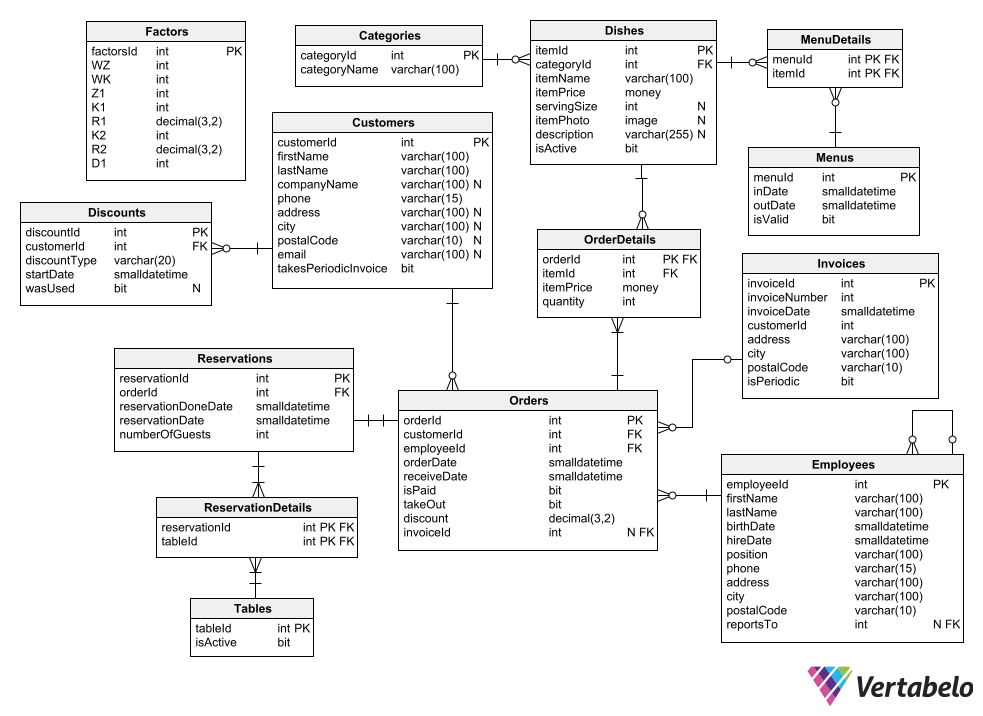 Factors
factorsId int PK
WZ int
WK int
Z1 int
K1 int
R1 decimal(3,2)
K2 int
R2 decimal(3,2)
D1 int
Categories
categoryId int PK
categoryName varchar(100)
Dishes
itemId int PK
categoryId int FK
itemName varchar(100)
itemPrice money
servingSize int N
itemPhoto image N
description varchar(255) N
isActive bit
MenuDetails
menuId int PK FK
itemId int PK FK
Customers
customerId int PK
firstName varchar(100)
lastName varchar(100)
companyName varchar(100) N
phone varchar(15)
address varchar(100) N
city varchar(100) N
postalCode varchar(10) N
email varchar(100) N
takesPeriodicInvoice bit
Menus
menuId int PK
inDate smalldatetime
outDate smalldatetime
isValid bit
Discounts
discountId int PK
customerId int FK
discountType varchar(20)
startDate smalldatetime
wasUsed bit N
OrderDetails
orderId int PK FK
itemId int FK
itemPrice money
quantity int
Invoices
invoiceId int PK
invoiceNumber int
invoiceDate smalldatetime
customerId int
address varchar(100)
city varchar(100)
postalCode varchar(10)
isPeriodic bit
Reservations
reservationId int PK
orderId int FK
reservationDoneDate smalldatetime
reservationDate smalldatetime
numberOfGuests int
Orders
orderId int PK
customerId int FK
employeeId int FK
orderDate smalldatetime
receiveDate smalldatetime
isPaid bit
takeOut bit
discount decimal(3,2)
invoiceId int N FK
Employees
employeeId int PK
firstName varchar(100)
lastName varchar(100)
birthDate smalldatetime
hireDate smalldatetime
position varchar(100)
phone varchar(15)
address varchar(100)
city varchar(100)
postalCode varchar(10)
reportsTo int N FK
ReservationDetails
reservationId int PK FK
tableId int PK FK
Tables
tableId int PK
isActive bit
Vertabelo